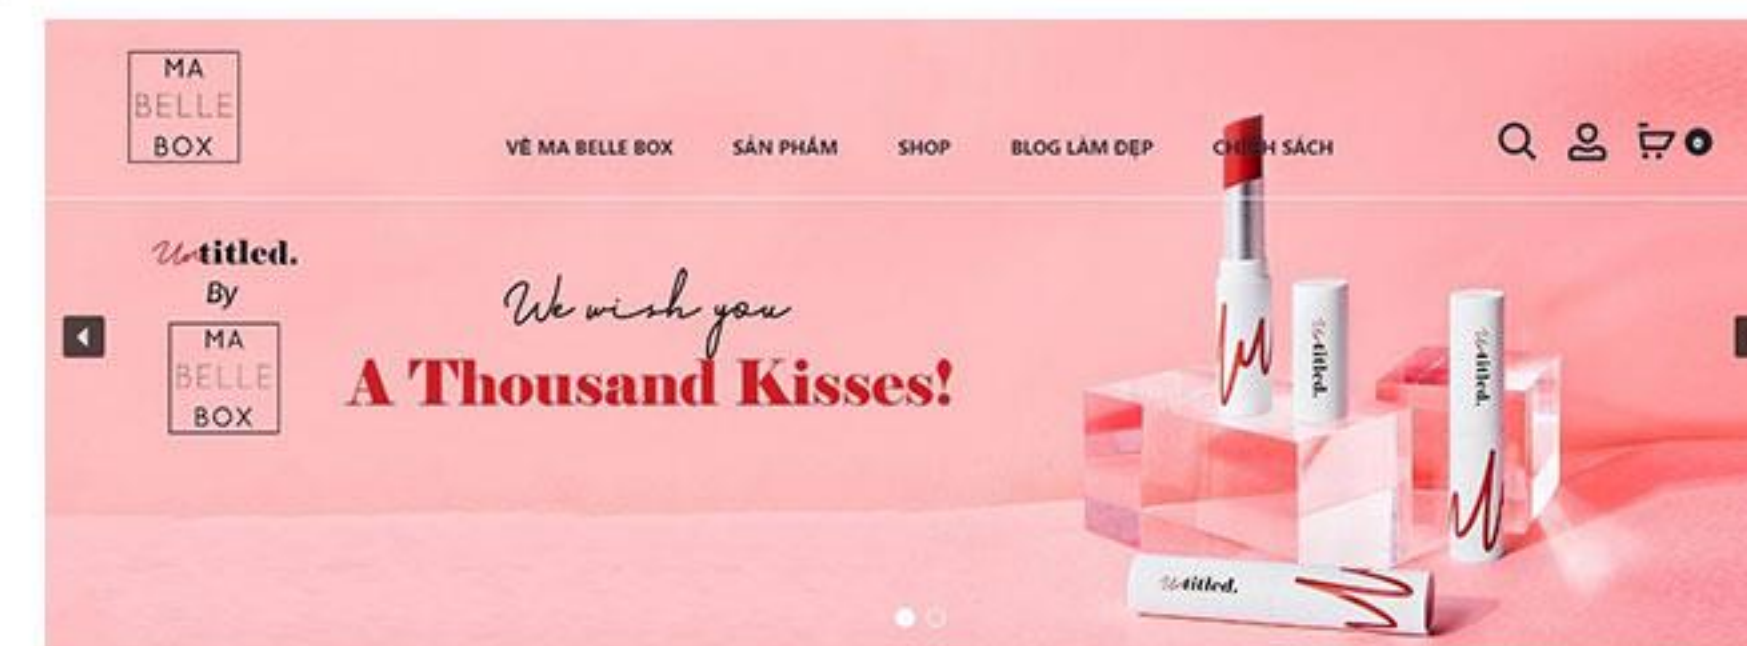 MA
BELLE
BOX
VỀ MA BELLE BOX
SẢN PHẨM
SHOP
BLOG LÀM ĐẸP
CHÍNH SÁCH
0
Untitled.
By
MA
BELLE
BOX
We wish you
A Thousand Kisses!
Untitled.
Untitled.
Untitled.